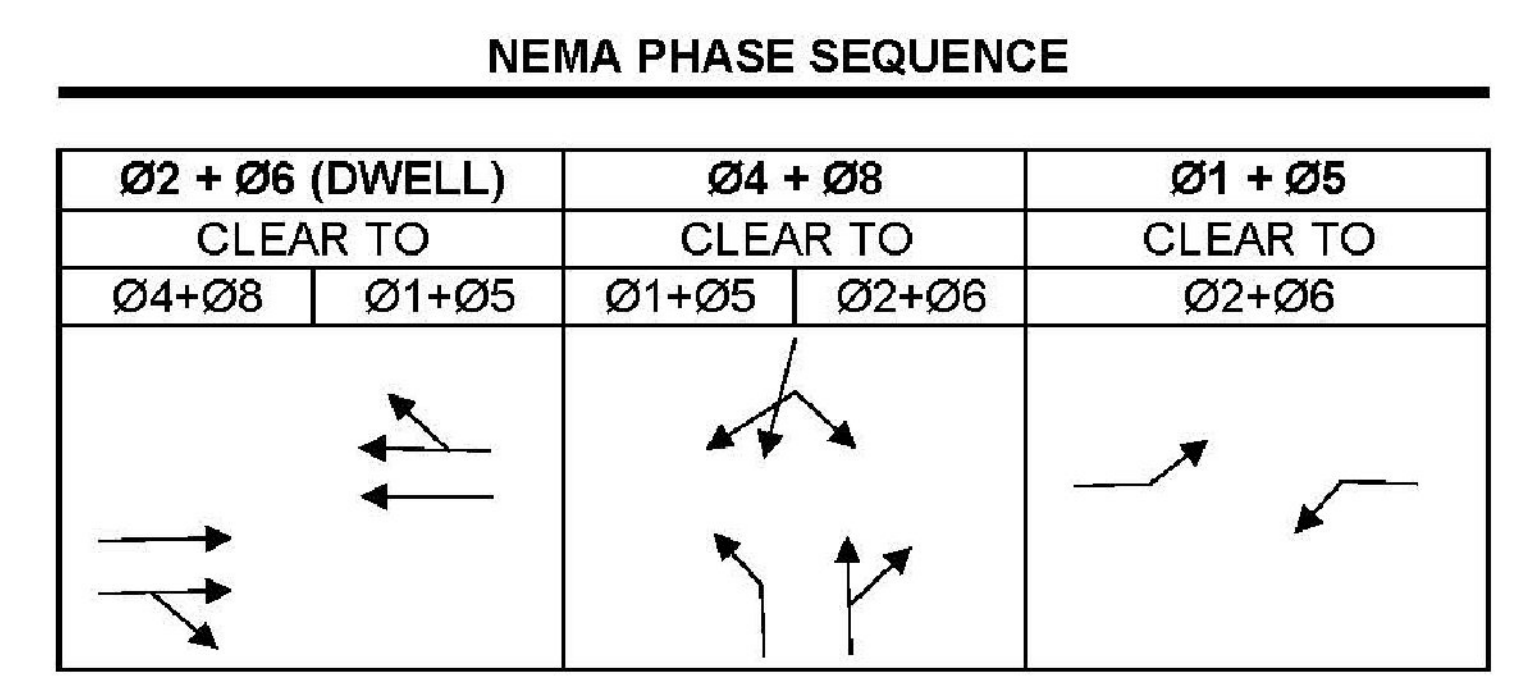 NEMA PHASE SEQUENCE
Ø2 + Ø6 (DWELL) Ø4 + Ø8 Ø1 + Ø5
CLEAR TO CLEAR TO CLEAR TO
Ø4+Ø8 Ø1+Ø5 Ø1+Ø5 Ø2+Ø6 Ø2+Ø6